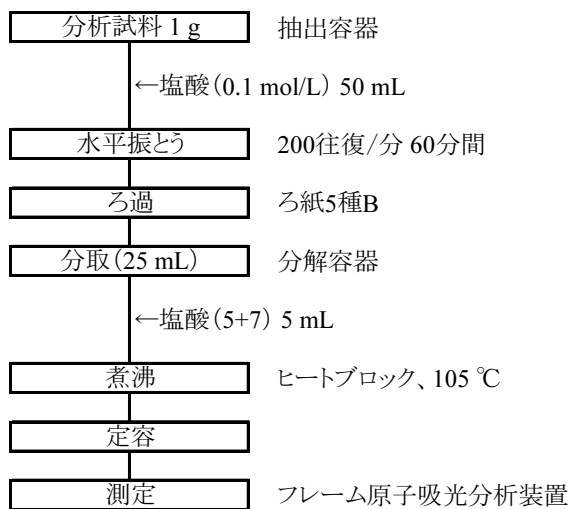 分析試料 1 g 抽出容器
←塩酸(0.1 mol/L) 50 mL
水平振とう 200往復/分 60分間
ろ過 ろ紙5種B
分取(25 mL) 分解容器
←塩酸(5+7) 5 mL
煮沸 ヒートブロック、105 ℃
定容
測定 フレーム原子吸光分析装置